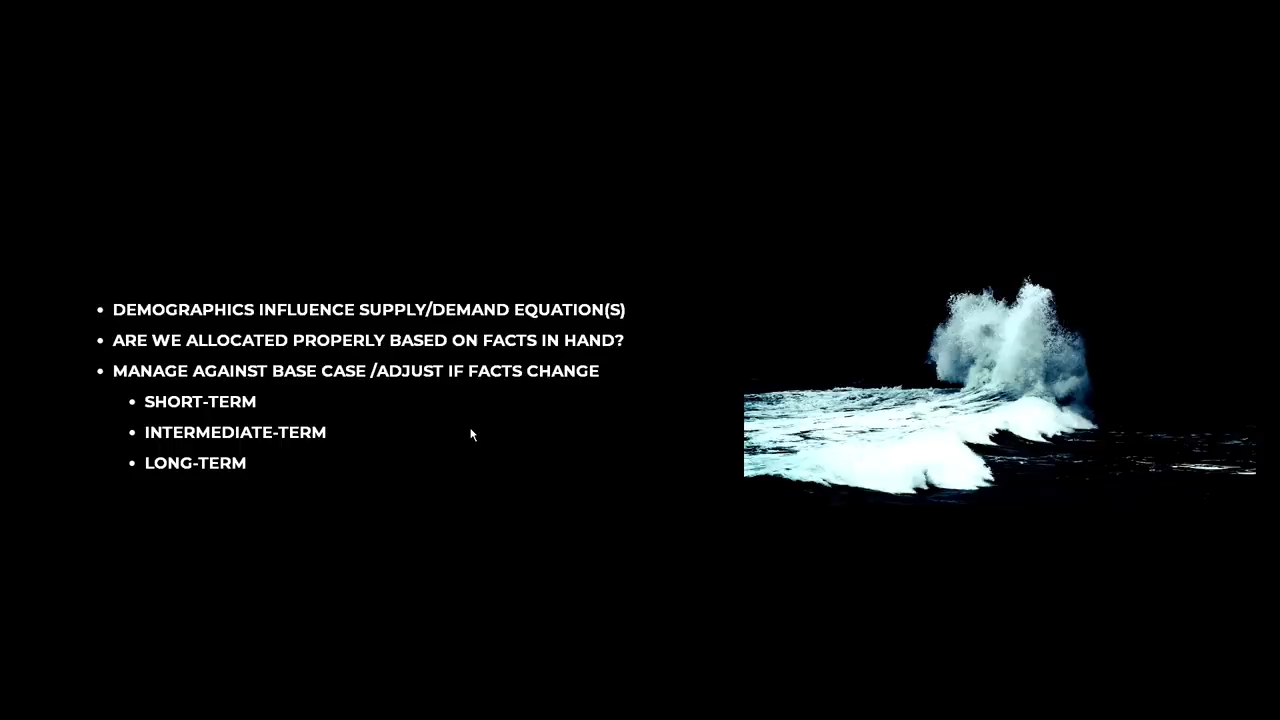 • DEMOGRAPHICS INFLUENCE SUPPLY/DEMAND EQUATION(S)
• ARE WE ALLOCATED PROPERLY BASED ON FACTS IN HAND?
• MANAGE AGAINST BASE CASE /ADJUST IF FACTS CHANGE
• SHORT-TERM
• INTERMEDIATE-TERM
• LONG-TERM